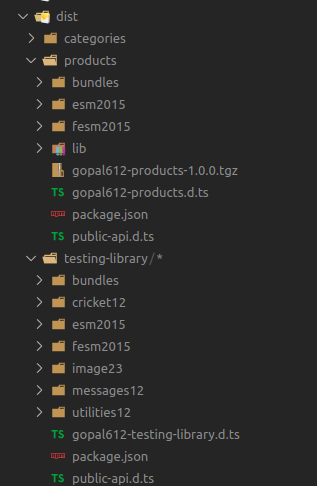 dist
categories
products
bundles
esm2015
fesm2015
lib
gopal612-products-1.0.0.tgz
TS gopal612-products.d.ts
npm package.json
TS public-api.d.ts
testing-library/*
bundles
cricket12
esm2015
fesm2015
image23
messages12
utilities12
TS gopal612-testing-library.d.ts
npm package.json
TS public-api.d.ts